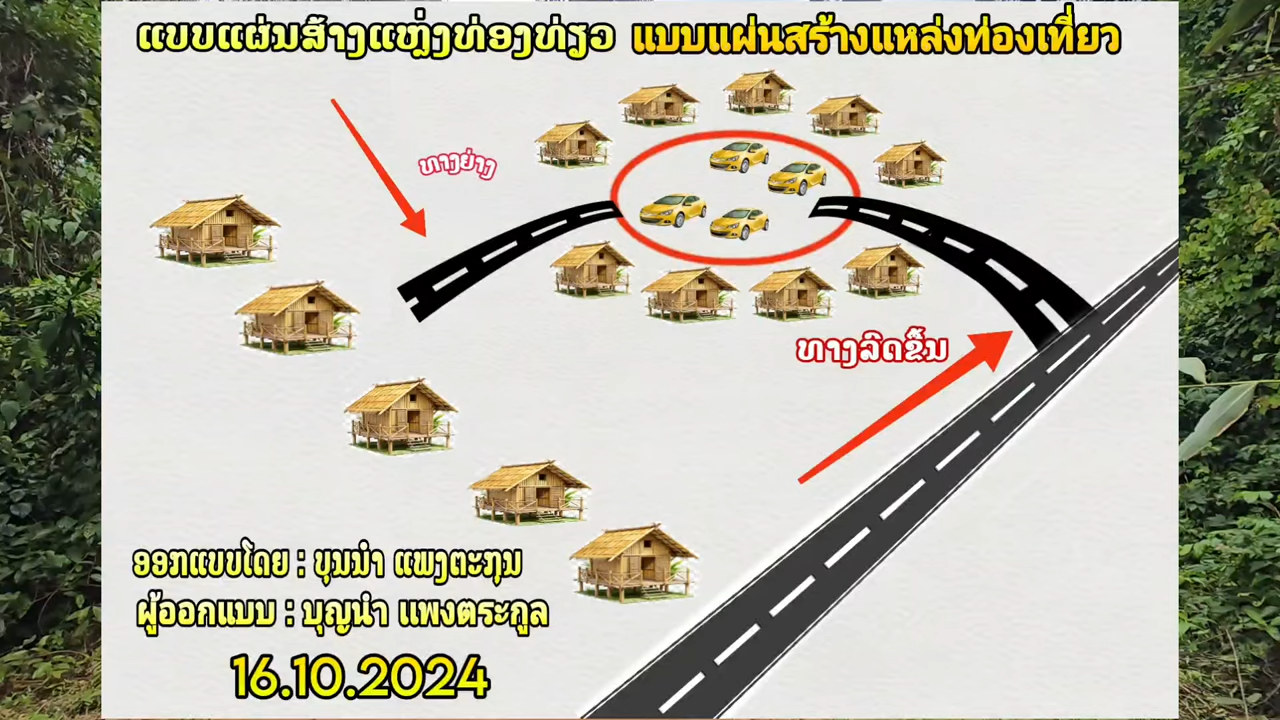 ແບບແຜ່ນສ້າງແຫຼ່ງທ່ອງທ່ຽວ แบบแผ่นสร้างแหล่งท่องเที่ยว
ທາງຍ່າງ
ທາງລົດຂຶ້ນ
ອອກແບບໂດຍ : ບຸນນຳ ແພງຕະກຸນ
ผู้ออกแบบ : บุญนำ แพงตระกูล
16.10.2024